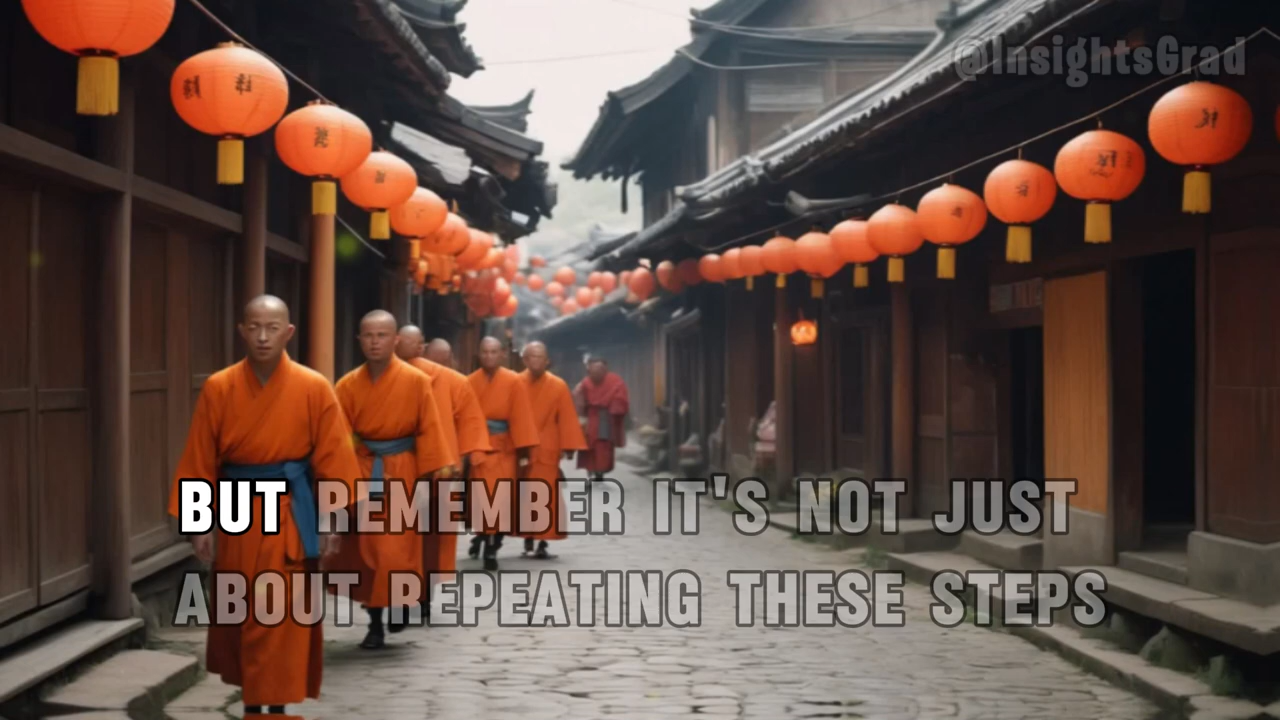 @InsightsGrad
BUT REMEMBER IT'S NOT JUST
ABOUT REPEATING THESE STEPS